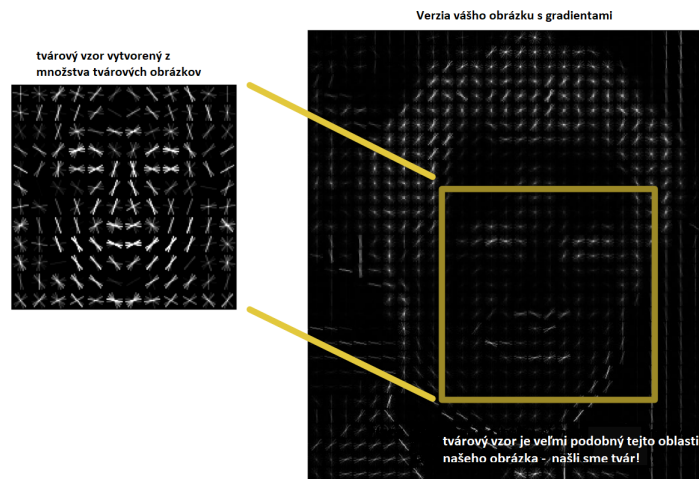 Verzia vášho obrázku s gradientami
tvárový vzor vytvorený z
množstva tvárových obrázkov
tvárový vzor je veľmi podobný tejto oblasti
našeho obrázka - našli sme tvár!